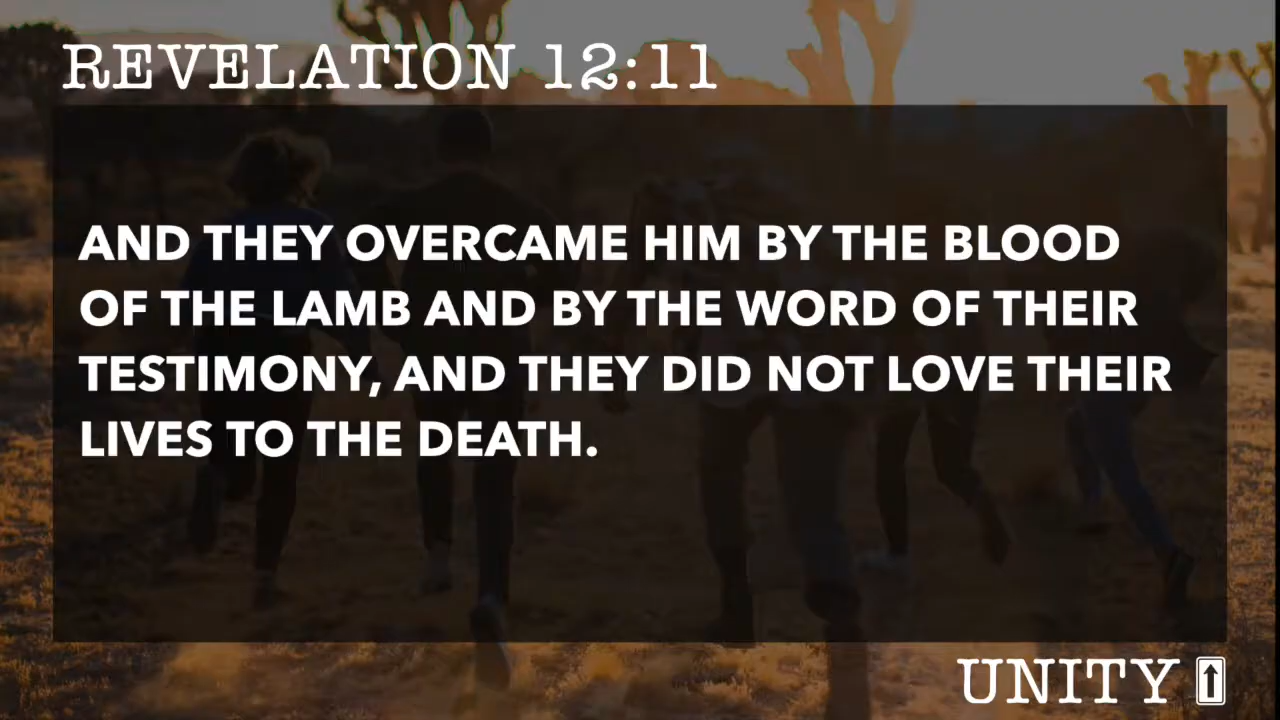 REVELATION 12:11
AND THEY OVERCAME HIM BY THE BLOOD
OF THE LAMB AND BY THE WORD OF THEIR
TESTIMONY, AND THEY DID NOT LOVE THEIR
LIVES TO THE DEATH.
UNITY